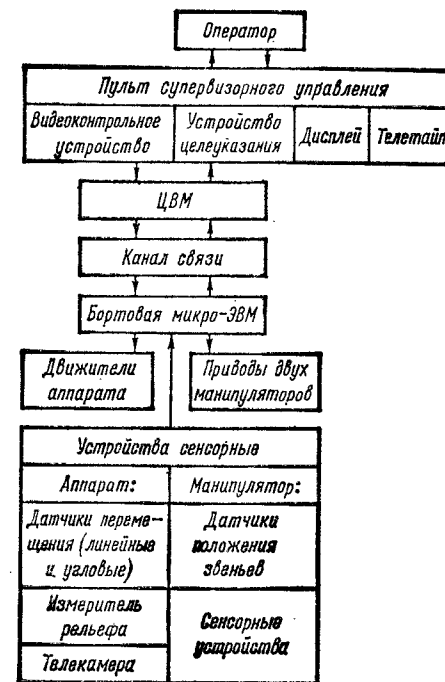 Оператор
Пульт супервизорного управления
Видеоконтрольное
устройство
Устройство
целеуказания
Дисплей
Телетайп
ЦВМ
Канал связи
Бортовая микро-ЭВМ
Движители
аппарата
Приводы двух
манипуляторов
Устройства сенсорные
Аппарат:
Манипулятор:
Датчики переме-
щения (линейные
и угловые)
Датчики
положения
звеньев
Измеритель
рельефа
Сенсорные
устройства
Телекамера